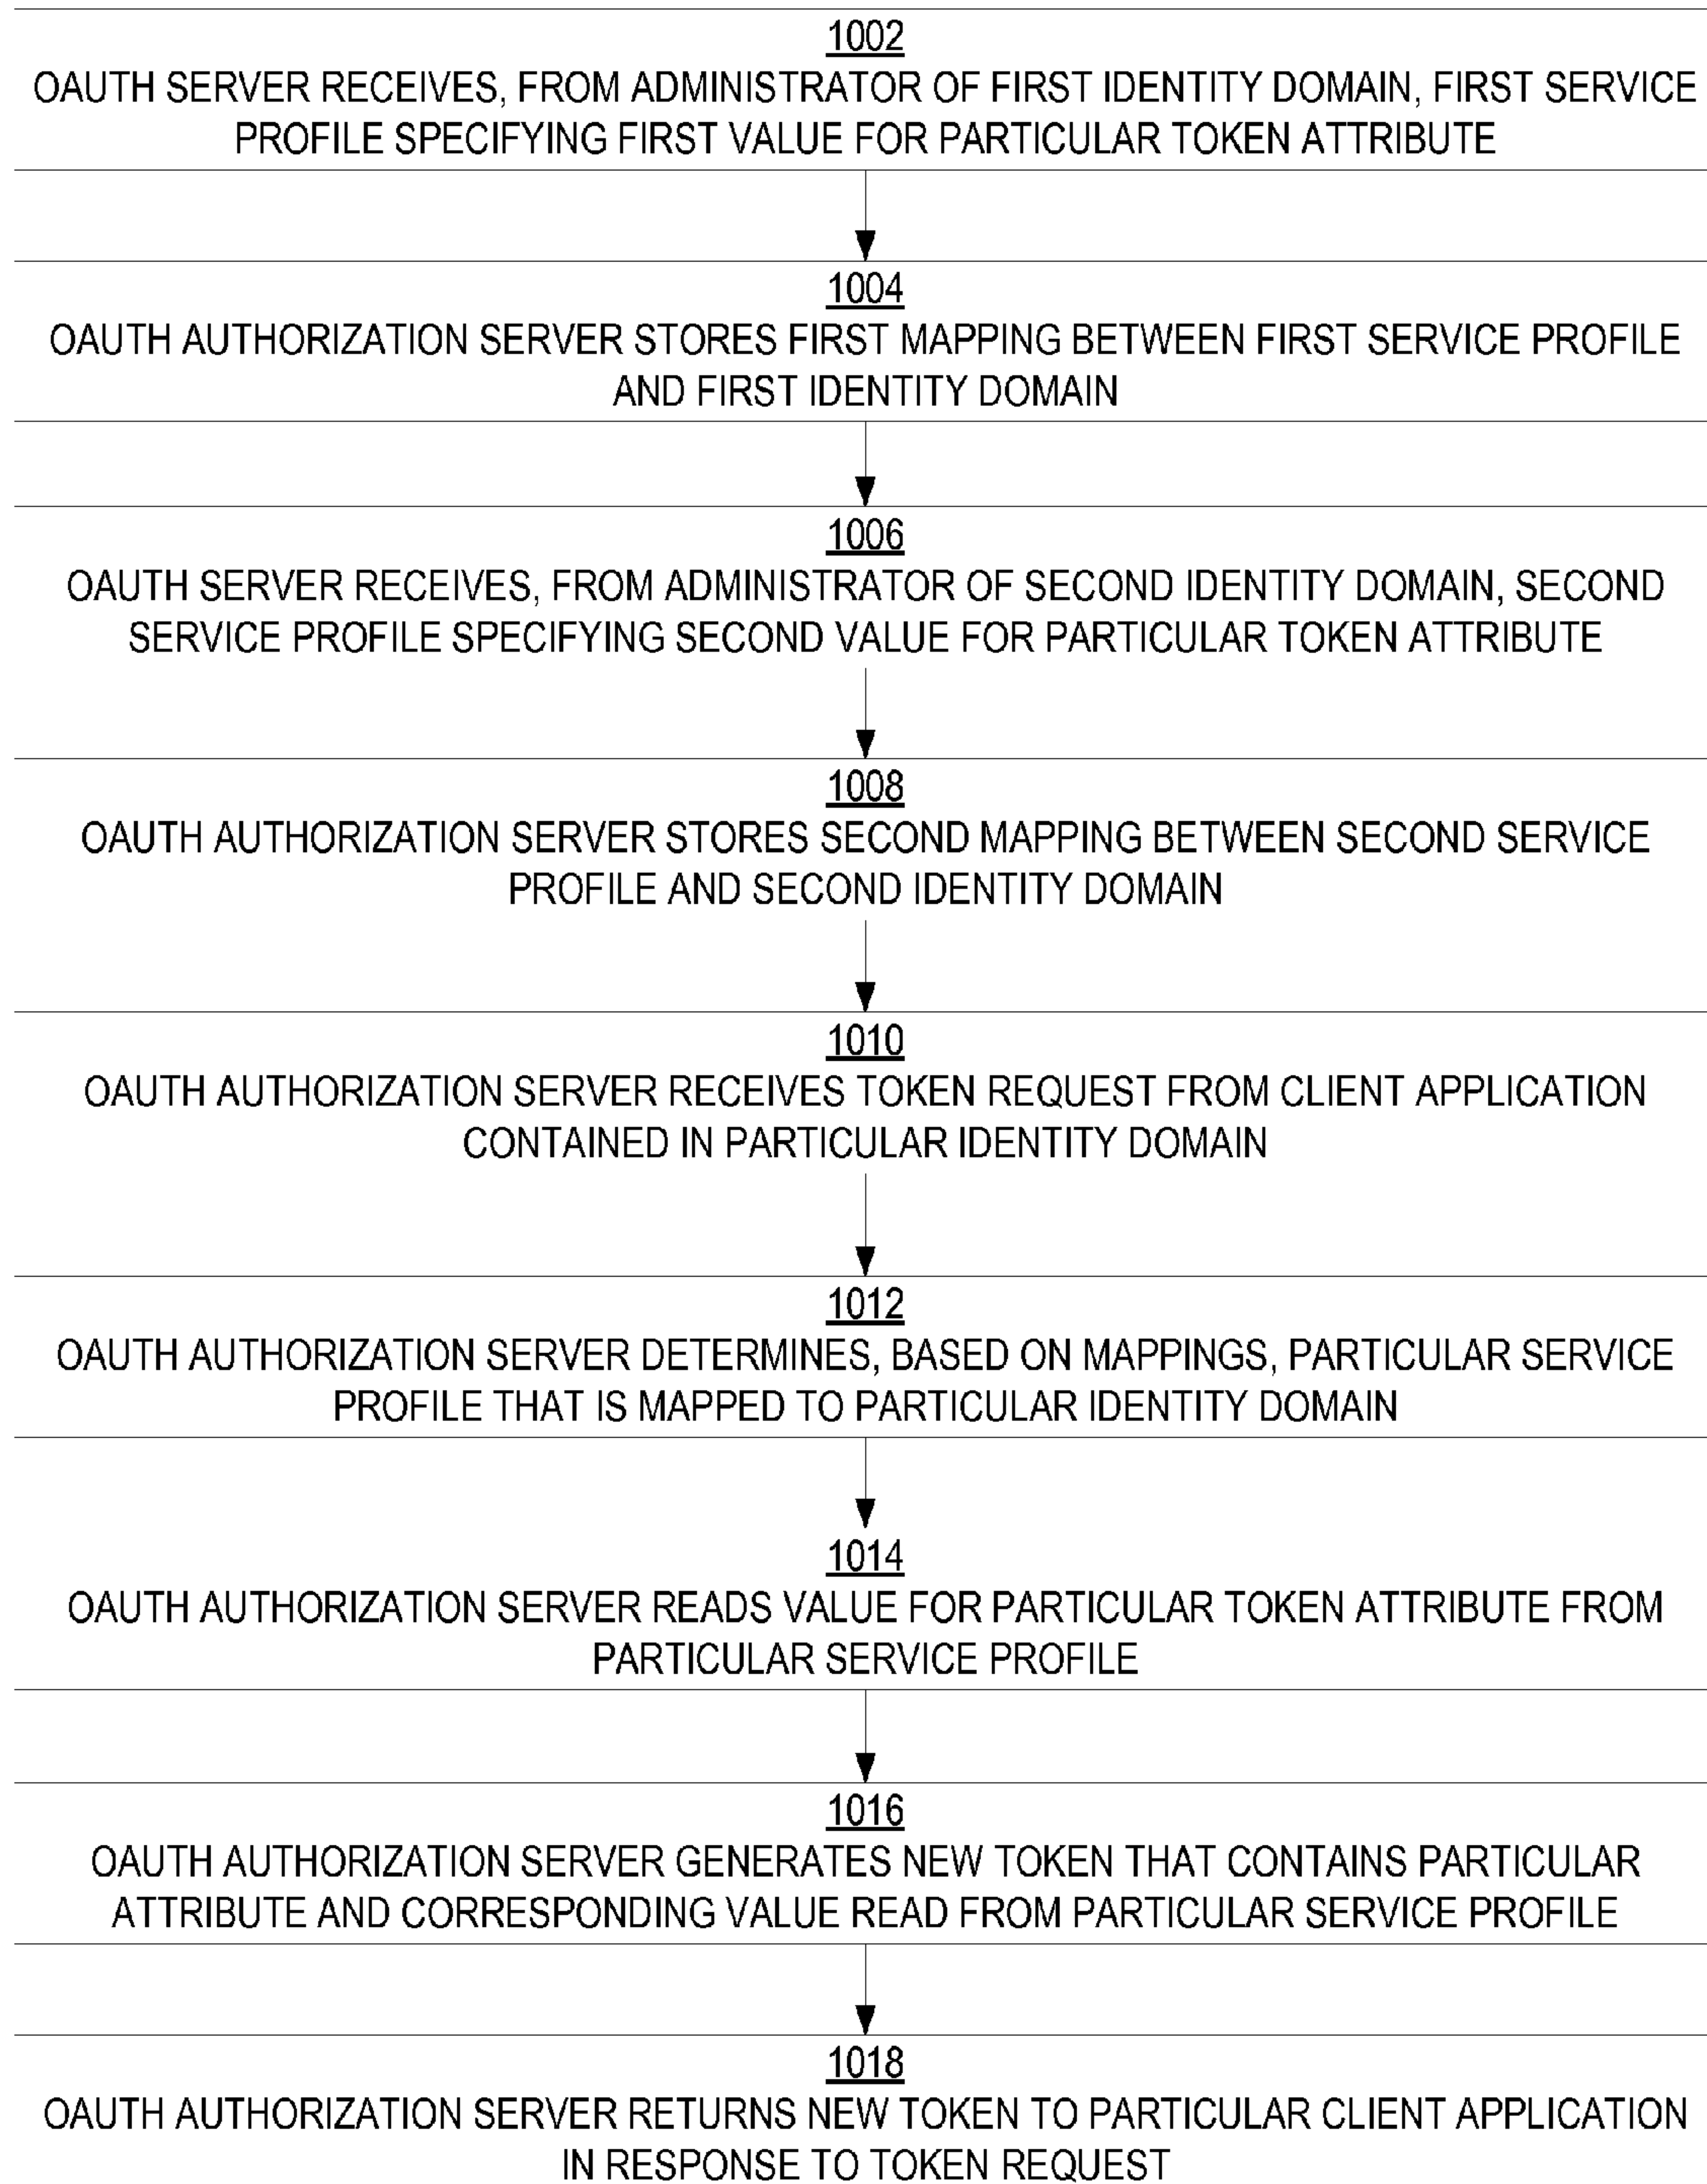 1002
OAUTH SERVER RECEIVES, FROM ADMINISTRATOR OF FIRST IDENTITY DOMAIN, FIRST SERVICE
PROFILE SPECIFYING FIRST VALUE FOR PARTICULAR TOKEN ATTRIBUTE
1004
OAUTH AUTHORIZATION SERVER STORES FIRST MAPPING BETWEEN FIRST SERVICE PROFILE
AND FIRST IDENTITY DOMAIN
1006
OAUTH SERVER RECEIVES, FROM ADMINISTRATOR OF SECOND IDENTITY DOMAIN, SECOND
SERVICE PROFILE SPECIFYING SECOND VALUE FOR PARTICULAR TOKEN ATTRIBUTE
1008
OAUTH AUTHORIZATION SERVER STORES SECOND MAPPING BETWEEN SECOND SERVICE
PROFILE AND SECOND IDENTITY DOMAIN
1010
OAUTH AUTHORIZATION SERVER RECEIVES TOKEN REQUEST FROM CLIENT APPLICATION
CONTAINED IN PARTICULAR IDENTITY DOMAIN
1012
OAUTH AUTHORIZATION SERVER DETERMINES, BASED ON MAPPINGS, PARTICULAR SERVICE
PROFILE THAT IS MAPPED TO PARTICULAR IDENTITY DOMAIN
1014
OAUTH AUTHORIZATION SERVER READS VALUE FOR PARTICULAR TOKEN ATTRIBUTE FROM
PARTICULAR SERVICE PROFILE
1016
OAUTH AUTHORIZATION SERVER GENERATES NEW TOKEN THAT CONTAINS PARTICULAR
ATTRIBUTE AND CORRESPONDING VALUE READ FROM PARTICULAR SERVICE PROFILE
1018
OAUTH AUTHORIZATION SERVER RETURNS NEW TOKEN TO PARTICULAR CLIENT APPLICATION
IN RESPONSE TO TOKEN REQUEST